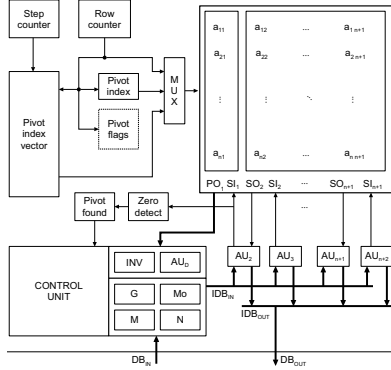 Step counter
Row counter
Pivot index vector
Pivot index
Pivot flags
MUX
a11 a12 ... a1 n+1
a21 a22 ... a2 n+1
⋮ ⋮ ⋱ ⋮
an1 an2 ... an n+1
PO1 SI1 SO2 SI2 ... SOn+1 SIn+1
Pivot found
Zero detect
...
AU2 AU3 AUn+1 AUn+2
CONTROL UNIT
INV AUD
G Mo
M N
IDBIN
IDBOUT
DBIN DBOUT